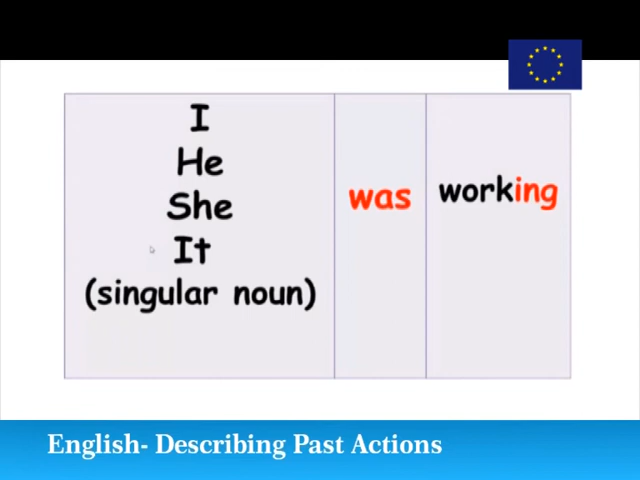 I
He
She
It
(singular noun)
was
working
English- Describing Past Actions